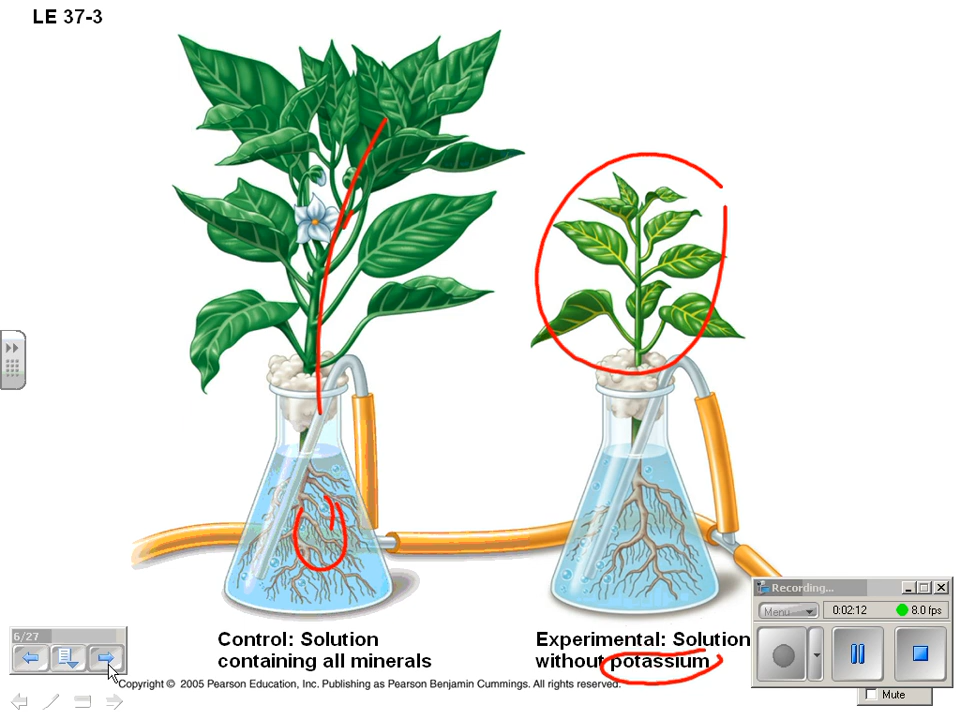 LE 37-3
Control: Solution
containing all minerals
Experimental: Solution
without potassium
Copyright © 2005 Pearson Education, Inc. Publishing as Pearson Benjamin Cummings. All rights reserved.
6/27
Recording...
Menu
0:02:12
8.0 fps
Mute